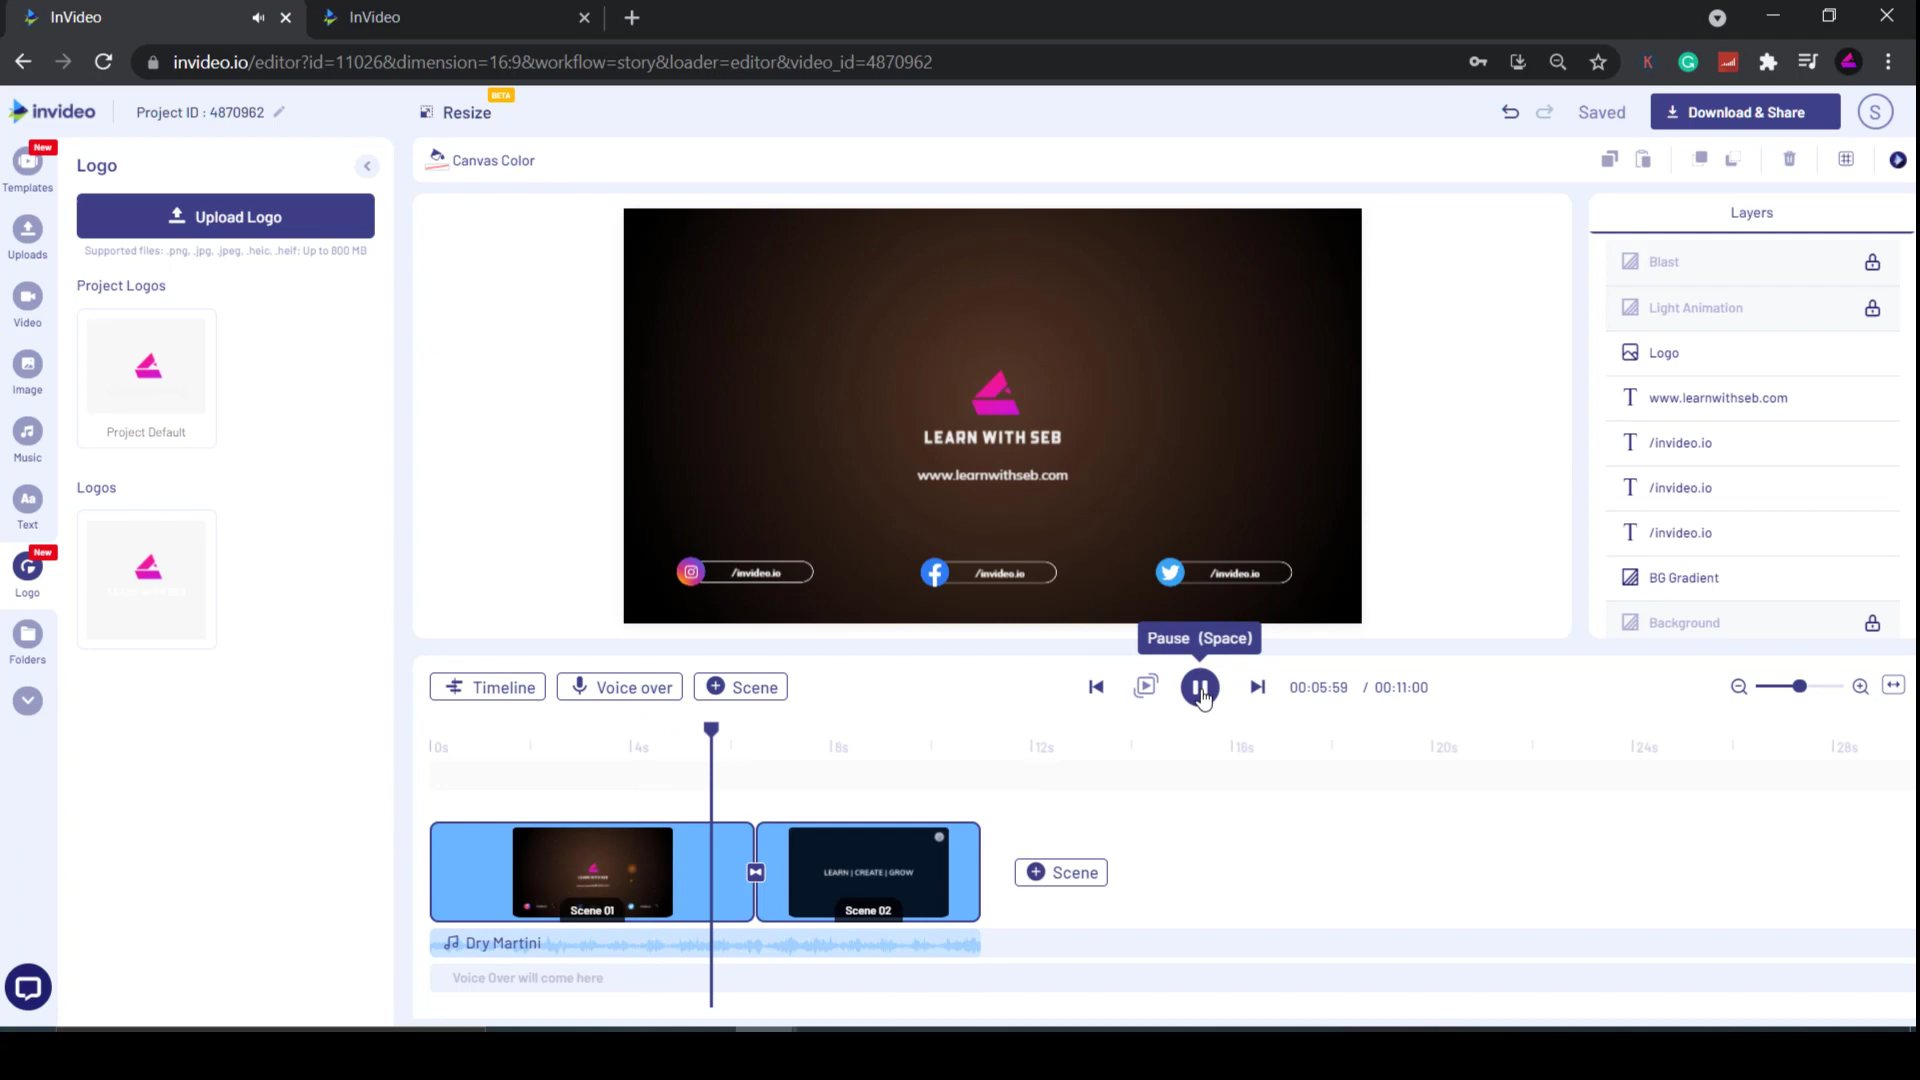 InVideo
InVideo
invideo.io/editor?id=11026&dimension=16:9&workflow=story&loader=editor&video_id=4870962
invideo
Project ID : 4870962
Resize
BETA
Saved
Download & Share
S
New
Templates
Uploads
Video
Image
Music
Aa
Text
New
Logo
Folders
Logo
Upload Logo
Supported files: .png, .jpg, .jpeg, .heic, .heif; Up to 800 MB
Project Logos
Project Default
Logos
LEARN WITH SEB
Canvas Color
LEARN WITH SEB
www.learnwithseb.com
/invideo.io
/invideo.io
/invideo.io
Layers
Blast
Light Animation
Logo
T www.learnwithseb.com
T /invideo.io
T /invideo.io
T /invideo.io
BG Gradient
Background
Pause (Space)
Timeline
Voice over
Scene
00:05:59 / 00:11:00
0s
4s
8s
12s
16s
20s
24s
28s
Scene 01
LEARN | CREATE | GROW
Scene 02
Scene
Dry Martini
Voice Over will come here